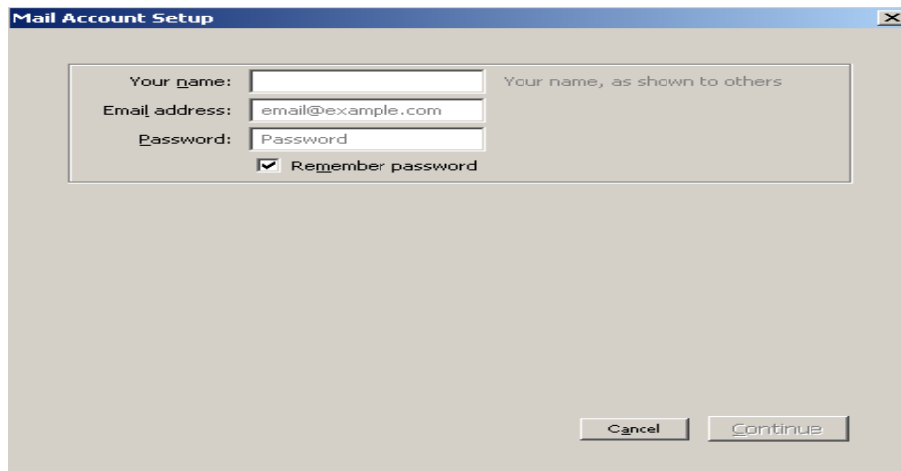 Mail Account Setup
Your name: Your name, as shown to others
Email address: email@example.com
Password: Password
Remember password
Cancel Continue